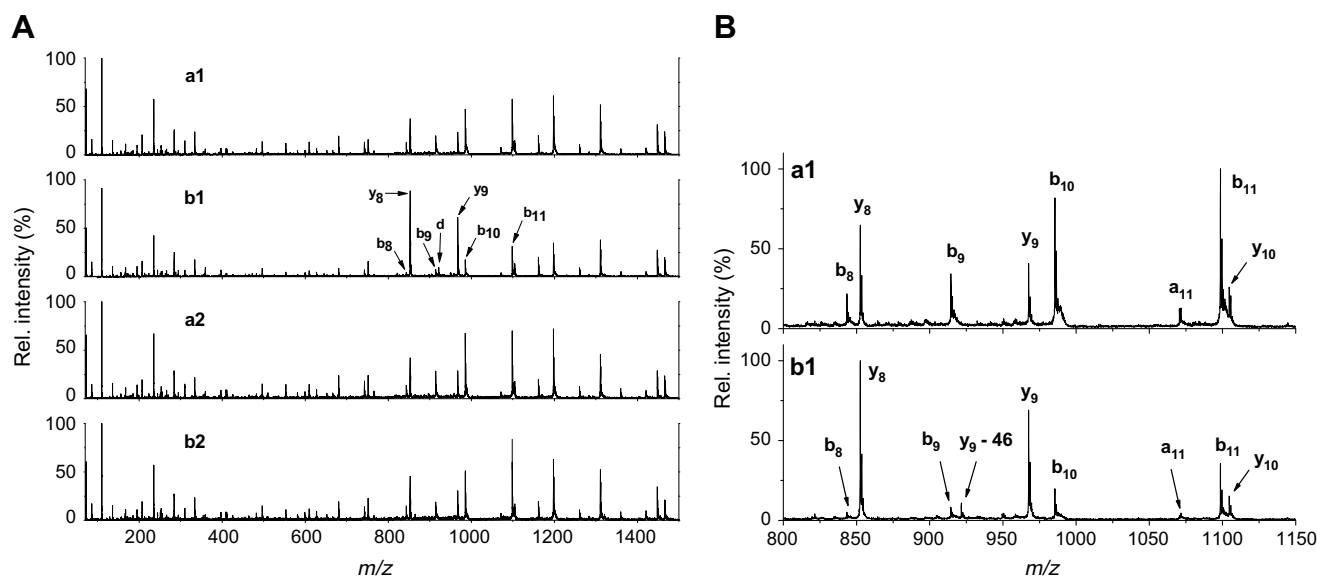 A
Rel. intensity (%)
100
50
0
a1
100
50
0
b1
y8
b8
b9
d
y9
b10
b11
100
50
0
a2
100
50
0
b2
200 400 600 800 1000 1200 1400
m/z
B
Rel. intensity (%)
100
50
0
a1
b8
y8
b9
y9
b10
a11
b11
y10
100
50
0
b1
b8
y8
b9
y9 - 46
y9
b10
a11
b11
y10
800 850 900 950 1000 1050 1100 1150
m/z